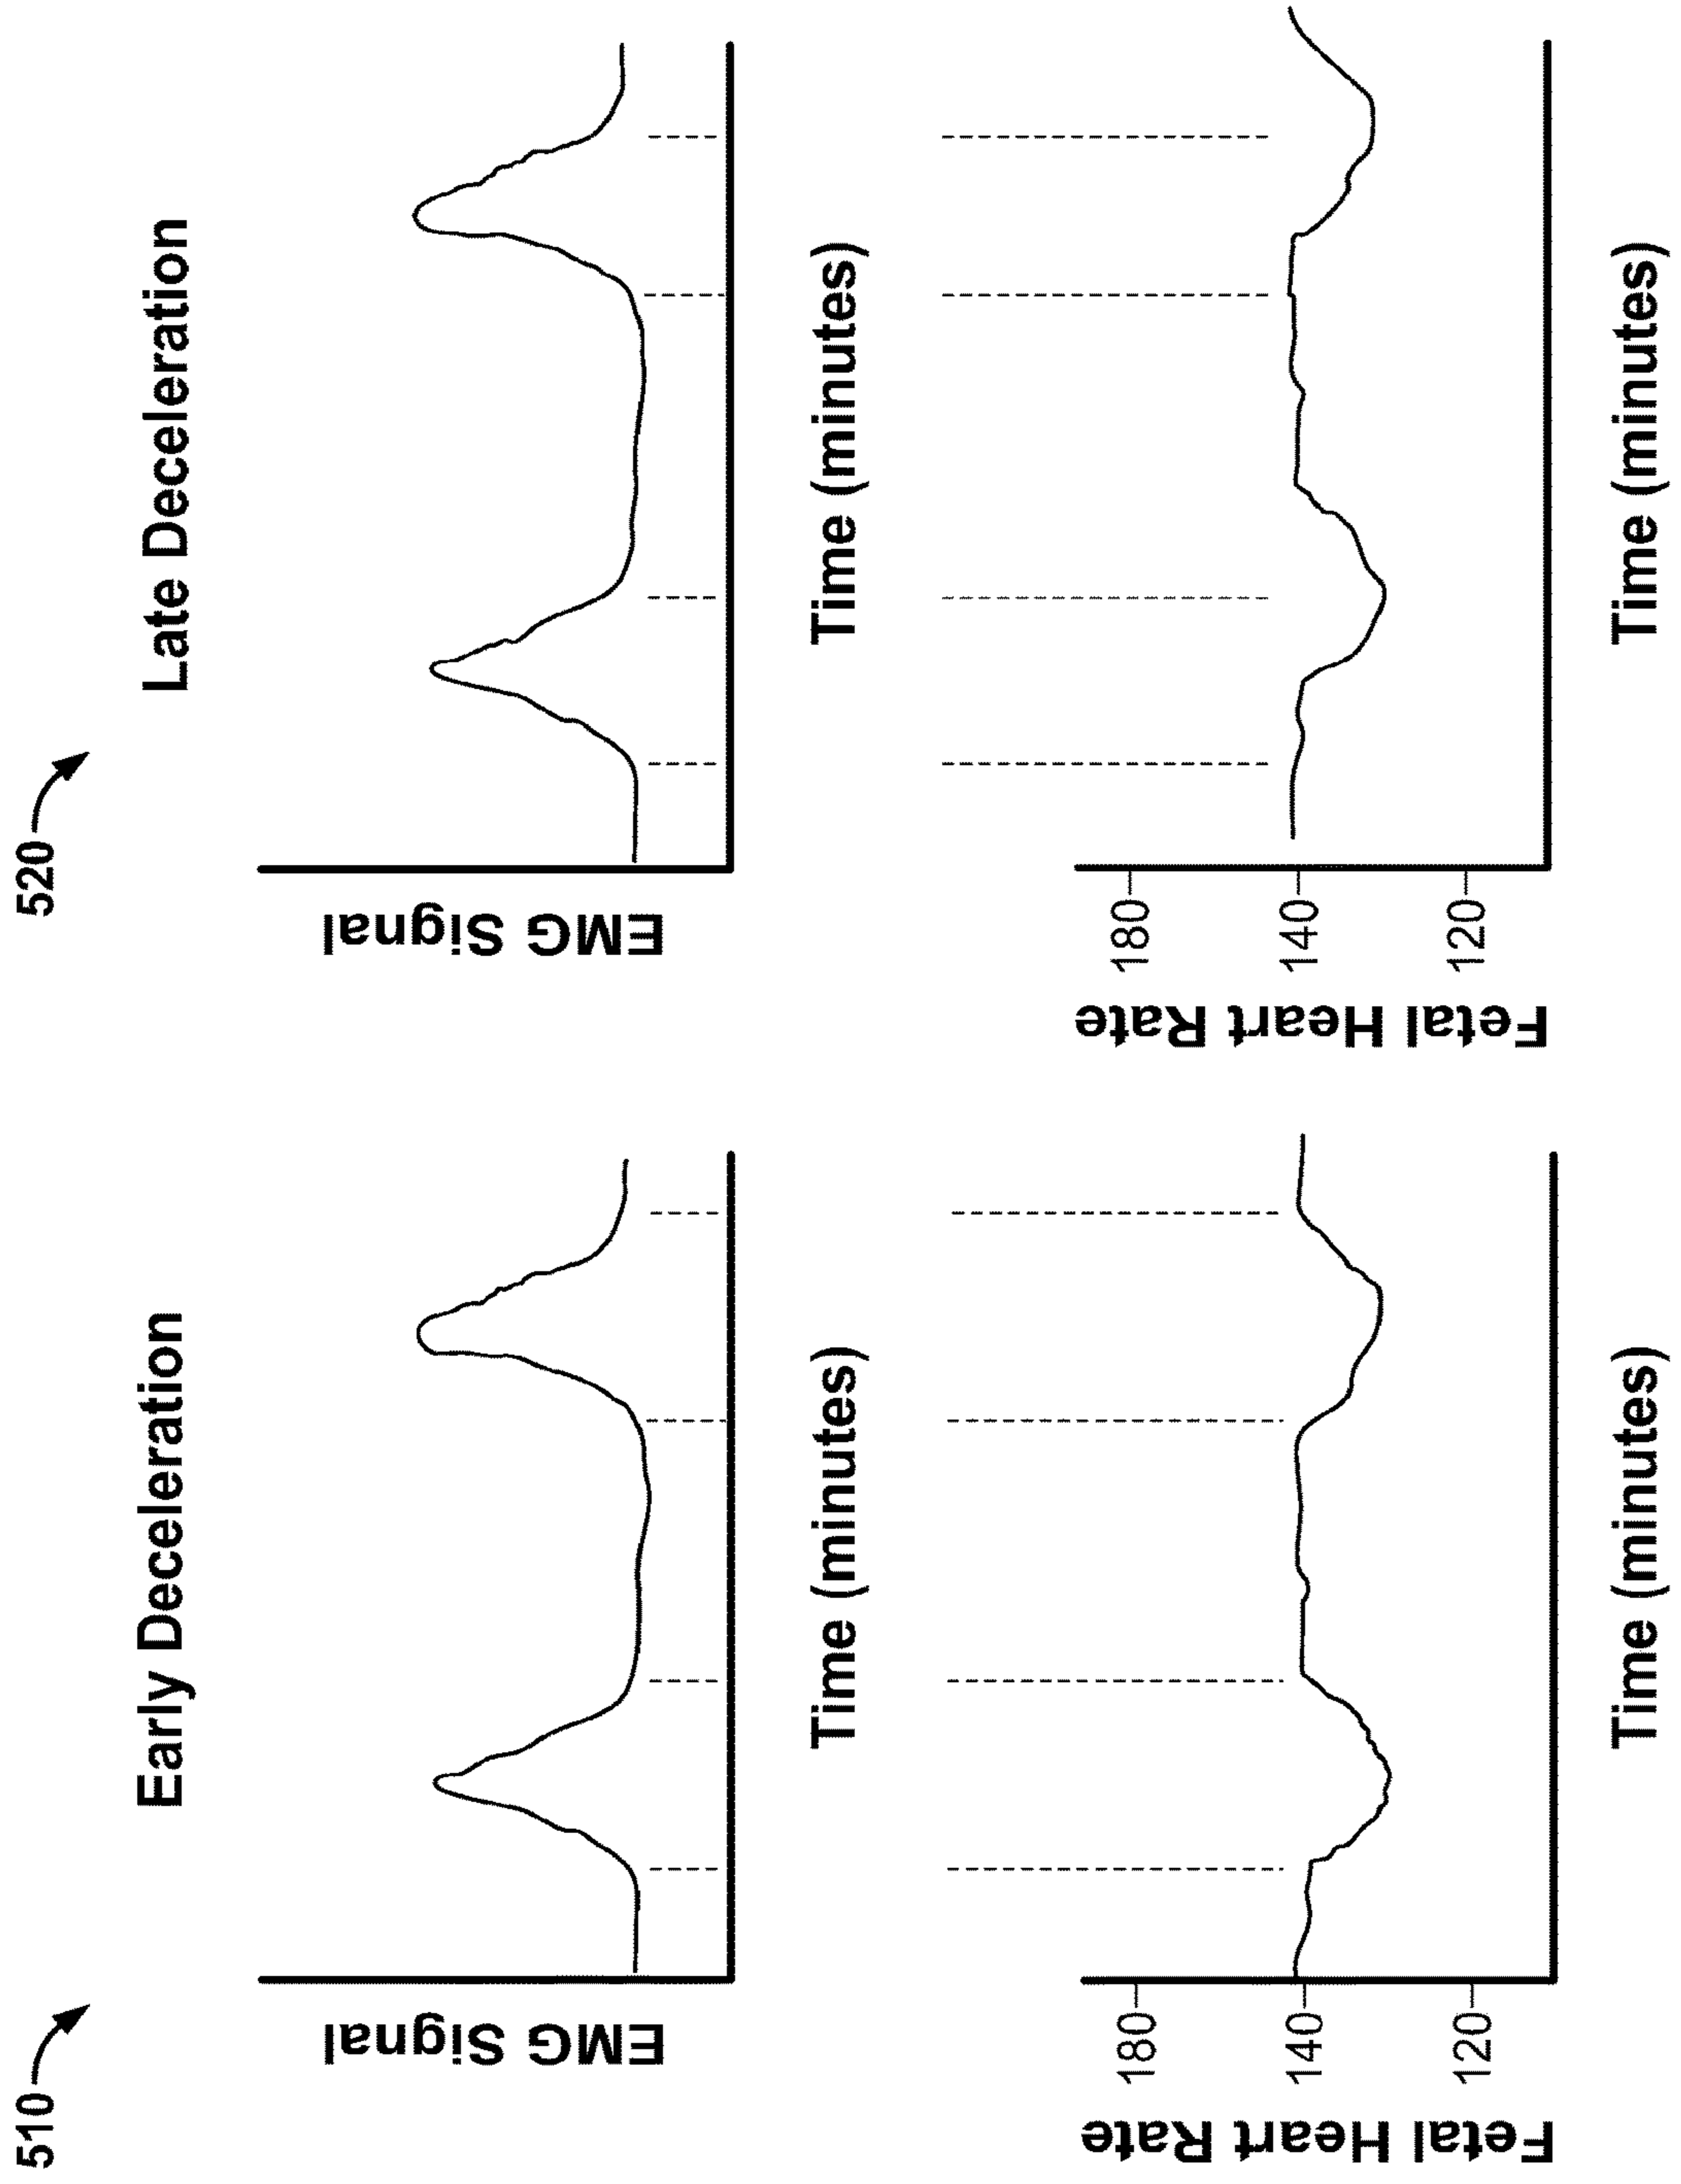 510
Early Deceleration
EMG Signal
Time (minutes)
Fetal Heart Rate
180
140
120
Time (minutes)
520
Late Deceleration
EMG Signal
Time (minutes)
Fetal Heart Rate
180
140
120
Time (minutes)